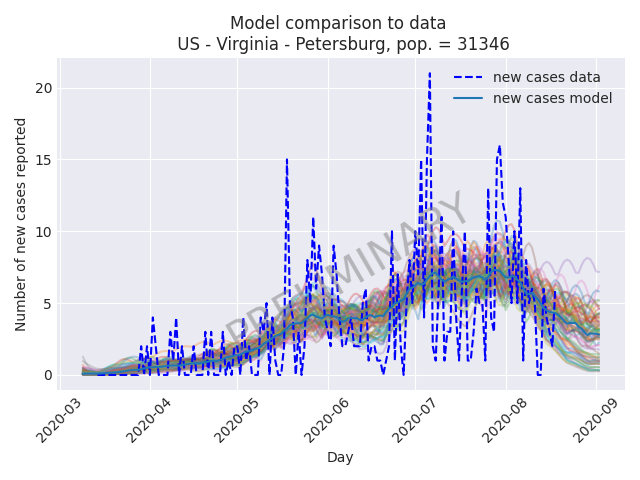 Model comparison to data
US - Virginia - Petersburg, pop. = 31346
new cases data
new cases model
PRELIMINARY
Number of new cases reported
20
15
10
5
0
2020-03
2020-04
2020-05
2020-06
2020-07
2020-08
2020-09
Day